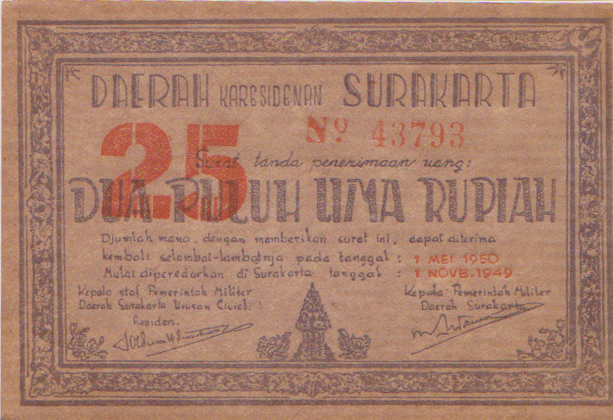 DAERAH KARESIDENAN SURAKARTA
Nº 43793
25
Surat tanda penerimaan uang:
DUA PULUH LIMA RUPIAH
Djumlah mana, dengan memberikan surat ini, dapat diterima
kembali selambat-lambatnja pada tanggal : 1 MEI 1950
Mulai diperedarkan di Surakarta tanggal : 1 NOVB. 1949.
Kepala staf Pemerintah Militer
Daerah Surakarta Urusan Civiel.
Residen.
Kepala Pemerintah Militer
Daerah Surakarta